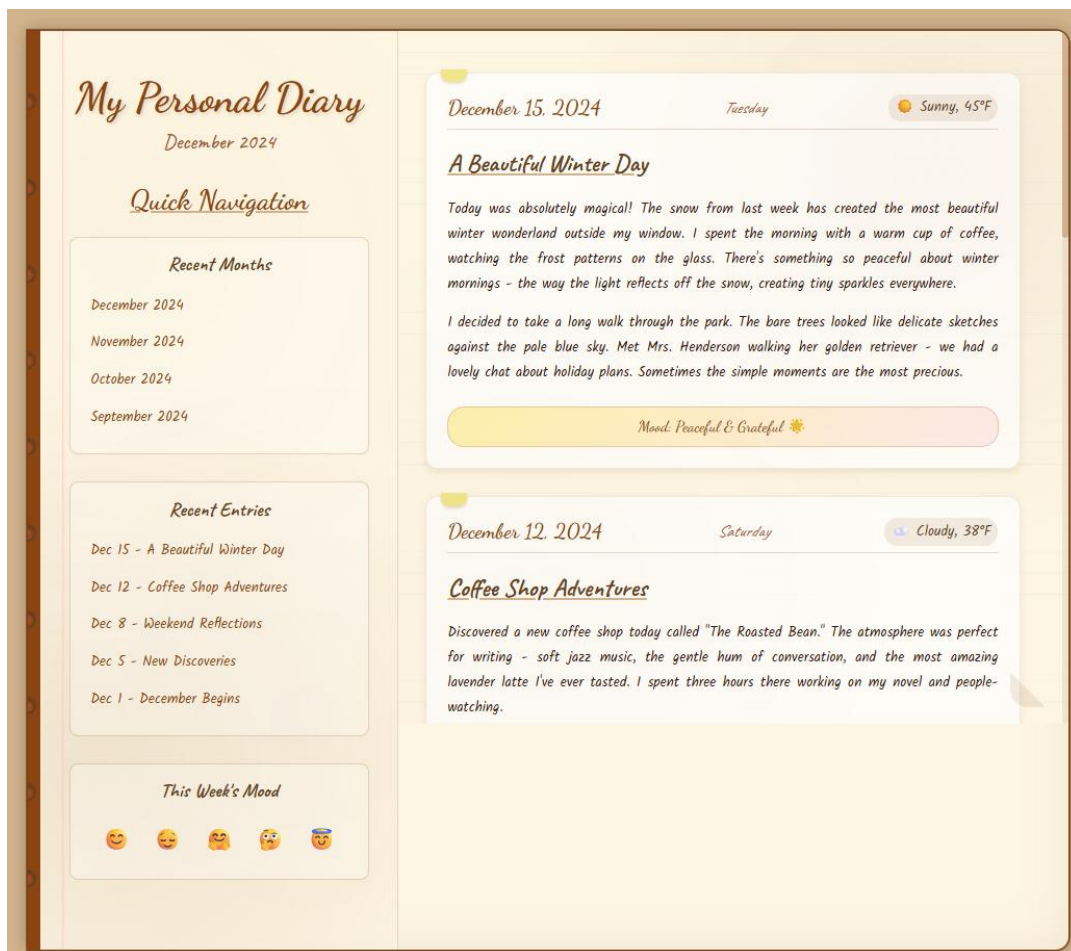 My Personal Diary
December 2024
Quick Navigation
Recent Months
December 2024
November 2024
October 2024
September 2024
Recent Entries
Dec 15 - A Beautiful Winter Day
Dec 12 - Coffee Shop Adventures
Dec 8 - Weekend Reflections
Dec 5 - New Discoveries
Dec 1 - December Begins
This Week's Mood
December 15, 2024
Tuesday
Sunny, 45°F
A Beautiful Winter Day
Today was absolutely magical! The snow from last week has created the most beautiful
winter wonderland outside my window. I spent the morning with a warm cup of coffee,
watching the frost patterns on the glass. There's something so peaceful about winter
mornings - the way the light reflects off the snow, creating tiny sparkles everywhere.
I decided to take a long walk through the park. The bare trees looked like delicate sketches
against the pale blue sky. Met Mrs. Henderson walking her golden retriever - we had a
lovely chat about holiday plans. Sometimes the simple moments are the most precious.
Mood: Peaceful & Grateful 🌟
December 12, 2024
Saturday
Cloudy, 38°F
Coffee Shop Adventures
Discovered a new coffee shop today called "The Roasted Bean." The atmosphere was perfect
for writing - soft jazz music, the gentle hum of conversation, and the most amazing
lavender latte I've ever tasted. I spent three hours there working on my novel and people-
watching.